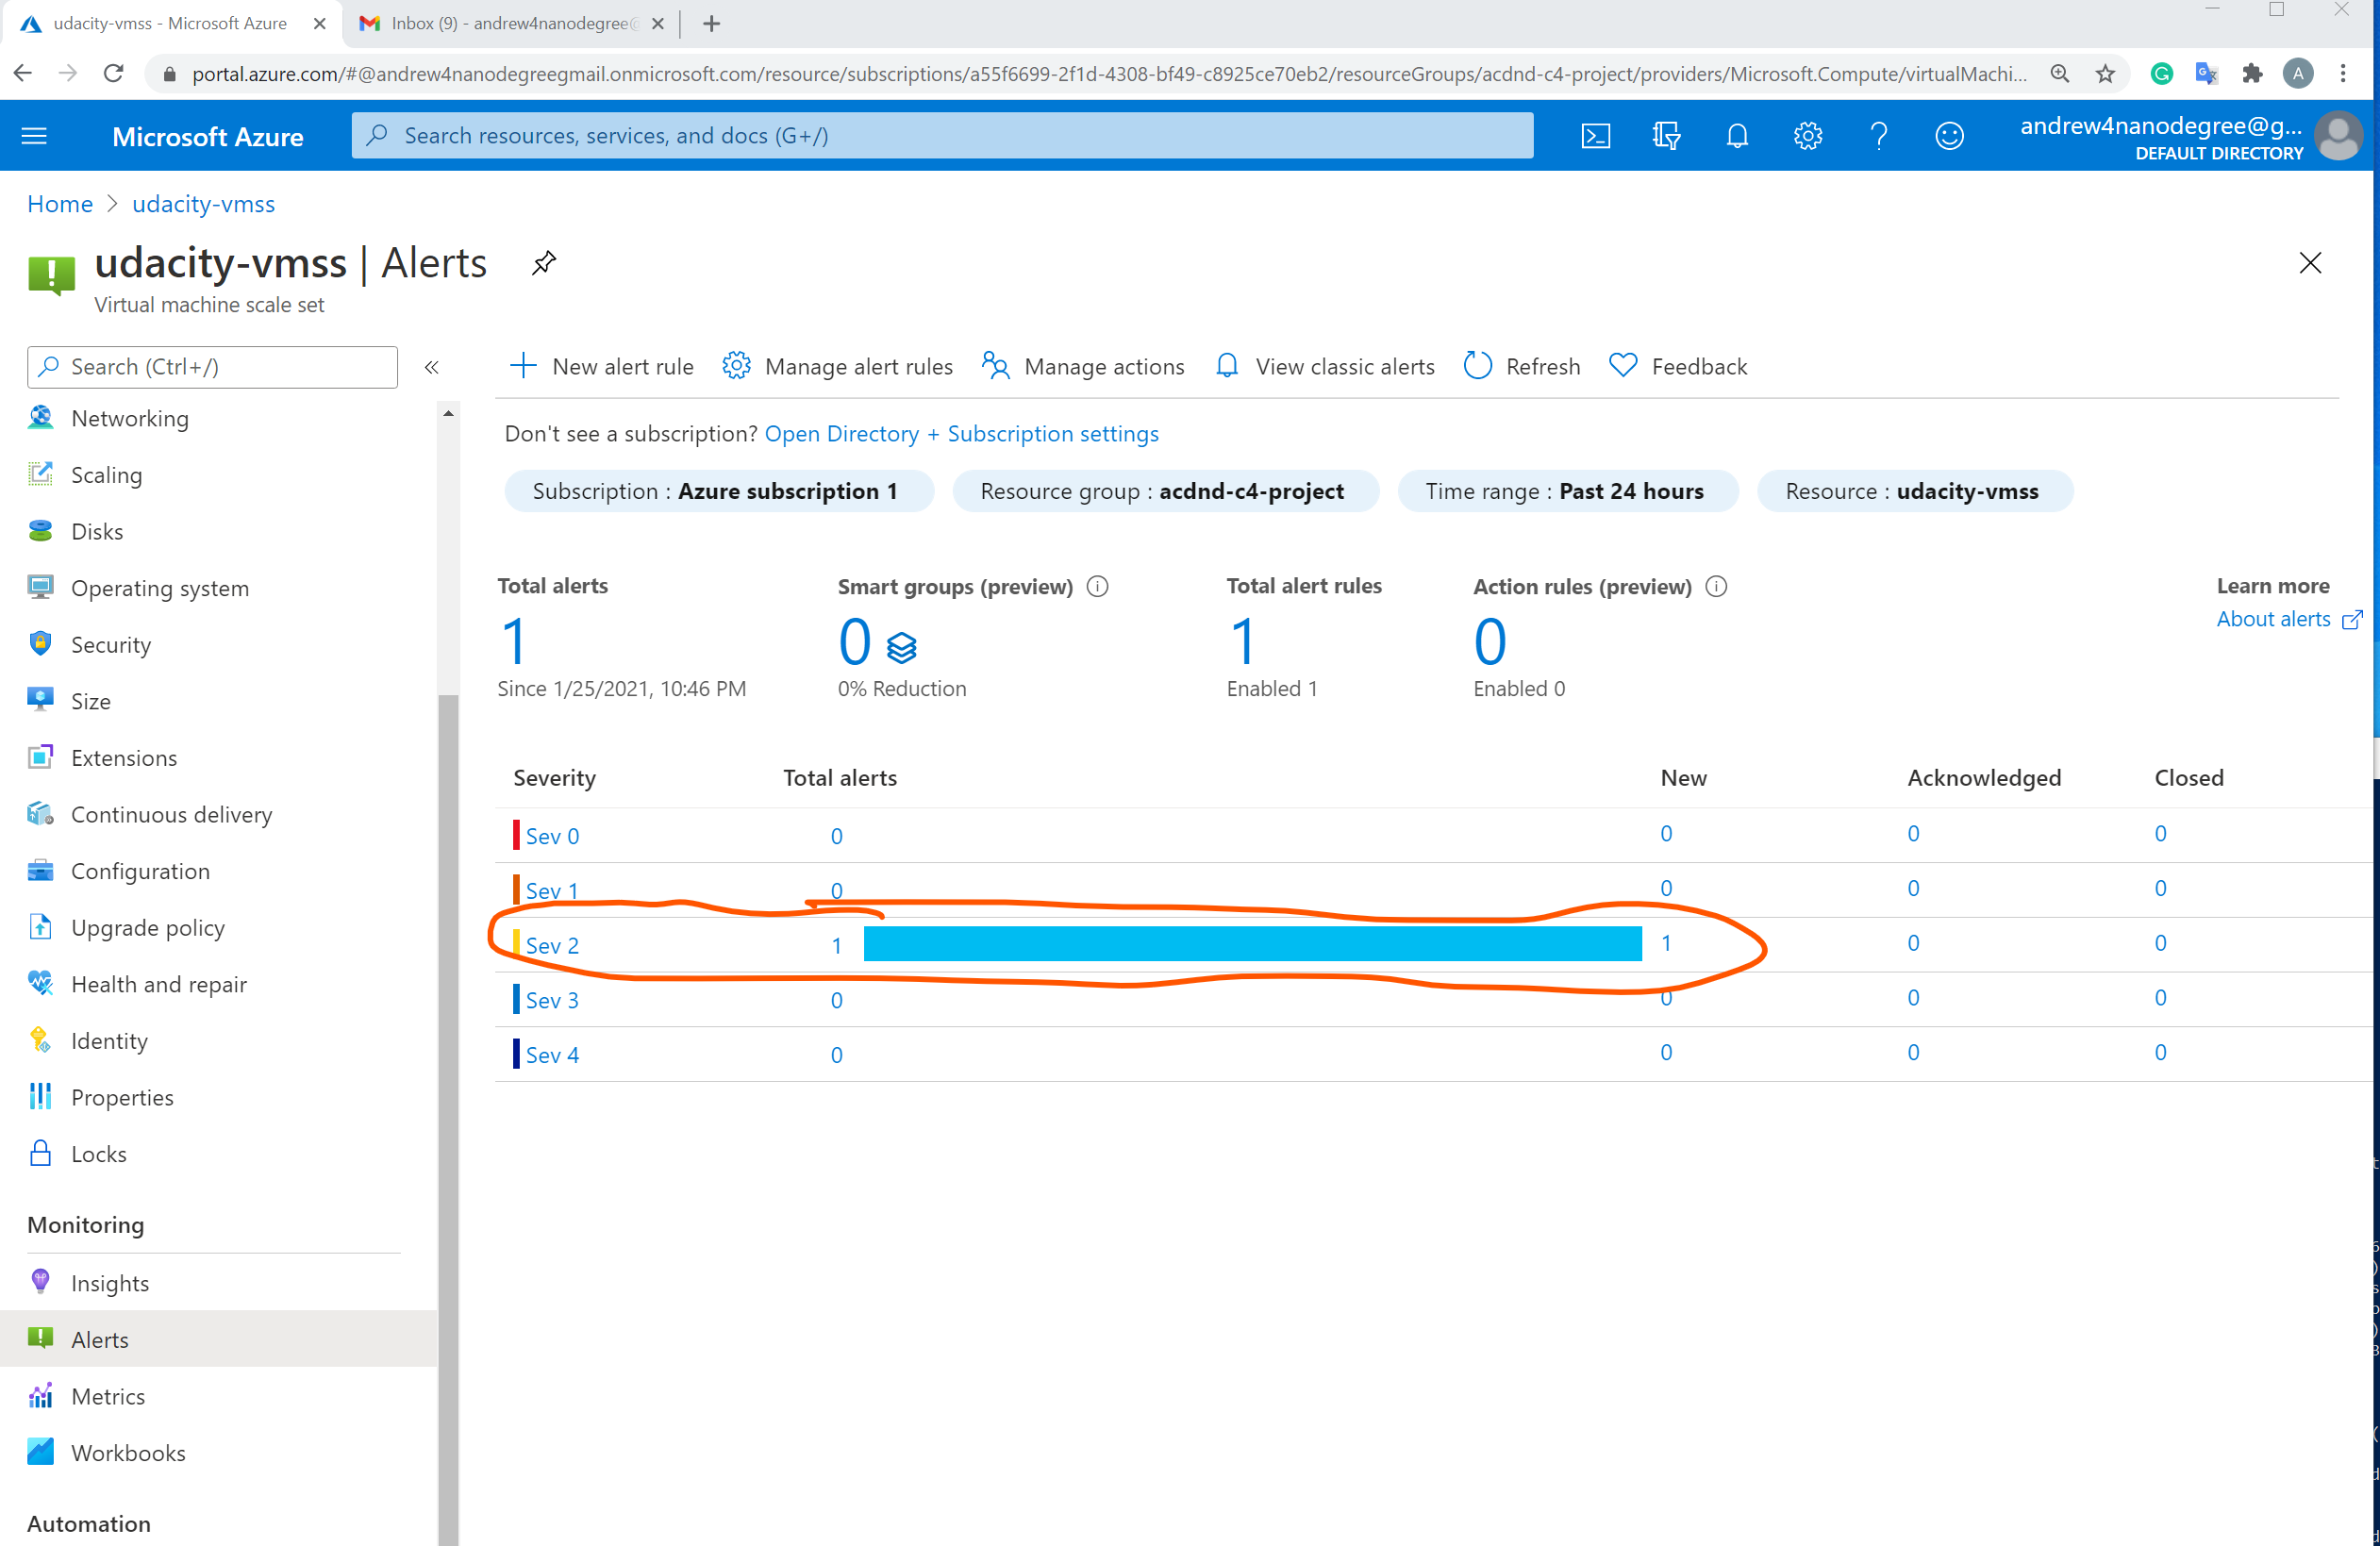 udacity-vmss - Microsoft Azure
Inbox (9) - andrew4nanodegree@
portal.azure.com/#@andrew4nanodegreegmail.onmicrosoft.com/resource/subscriptions/a55f6699-2f1d-4308-bf49-c8925ce70eb2/resourceGroups/acdnd-c4-project/providers/Microsoft.Compute/virtualMachi...
A
Microsoft Azure
Search resources, services, and docs (G+/)
andrew4nanodegree@g...
DEFAULT DIRECTORY
Home > udacity-vmss
udacity-vmss | Alerts
Virtual machine scale set
Search (Ctrl+/)
«
New alert rule
Manage alert rules
Manage actions
View classic alerts
Refresh
Feedback
Networking
Scaling
Disks
Operating system
Security
Size
Extensions
Continuous delivery
Configuration
Upgrade policy
Health and repair
Identity
Properties
Locks
Monitoring
Insights
Alerts
Metrics
Workbooks
Automation
Don't see a subscription? Open Directory + Subscription settings
Subscription : Azure subscription 1
Resource group : acdnd-c4-project
Time range : Past 24 hours
Resource : udacity-vmss
Total alerts
1
Since 1/25/2021, 10:46 PM
Smart groups (preview)
0
0% Reduction
Total alert rules
1
Enabled 1
Action rules (preview)
0
Enabled 0
Learn more
About alerts
Severity Total alerts New Acknowledged Closed
Sev 0 0 0 0 0
Sev 1 0 0 0 0
Sev 2 1 1 0 0
Sev 3 0 0 0 0
Sev 4 0 0 0 0